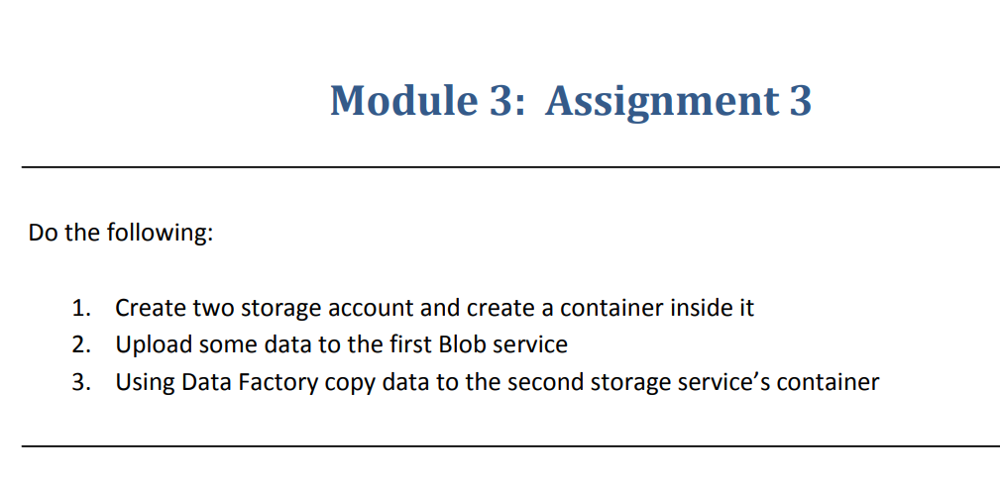 Module 3: Assignment 3
Do the following:
1. Create two storage account and create a container inside it
2. Upload some data to the first Blob service
3. Using Data Factory copy data to the second storage service’s container